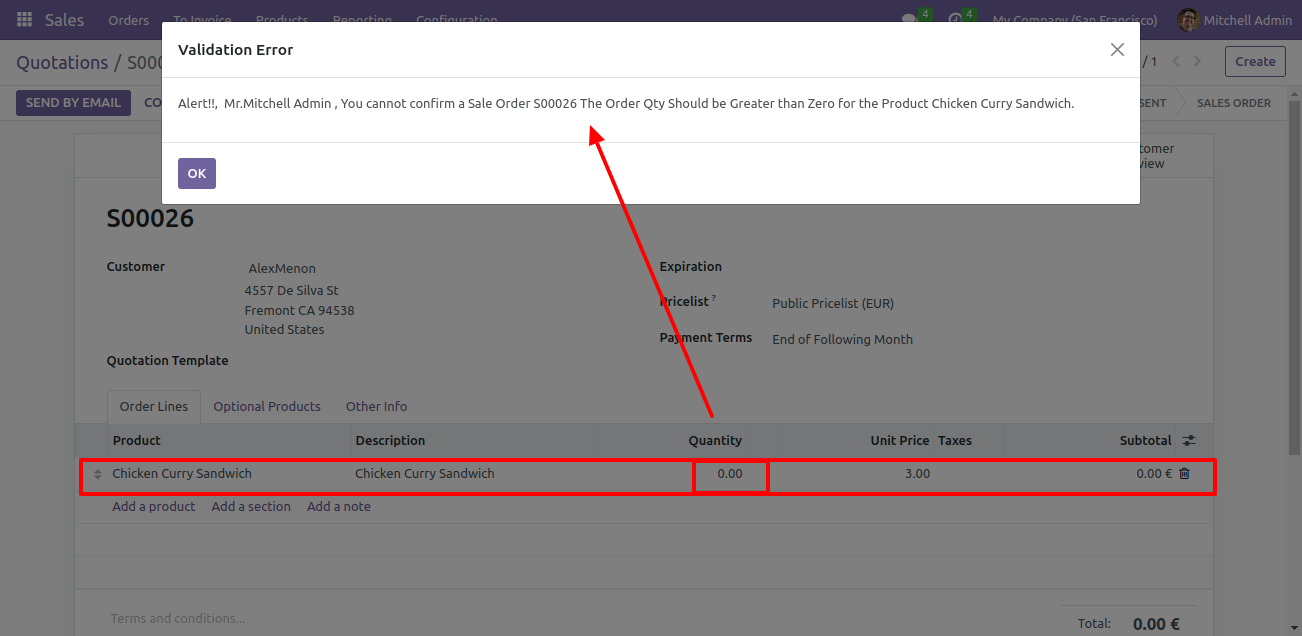 Sales Orders To Invoice Products Reporting Configuration 4 4 My Company (San Francisco) Mitchell Admin
Validation Error
Quotations / S000 / 1 Create
Alert!!, Mr.Mitchell Admin , You cannot confirm a Sale Order S00026 The Order Qty Should be Greater than Zero for the Product Chicken Curry Sandwich.
SEND BY EMAIL CO SENT SALES ORDER
tomer
view
OK
S00026
Customer AlexMenon Expiration
4557 De Silva St
Fremont CA 94538 Pricelist ? Public Pricelist (EUR)
United States
Payment Terms End of Following Month
Quotation Template
Order Lines Optional Products Other Info
Product Description Quantity Unit Price Taxes Subtotal
Chicken Curry Sandwich Chicken Curry Sandwich 0.00 3.00 0.00 €
Add a product Add a section Add a note
Terms and conditions...
Total: 0.00 €